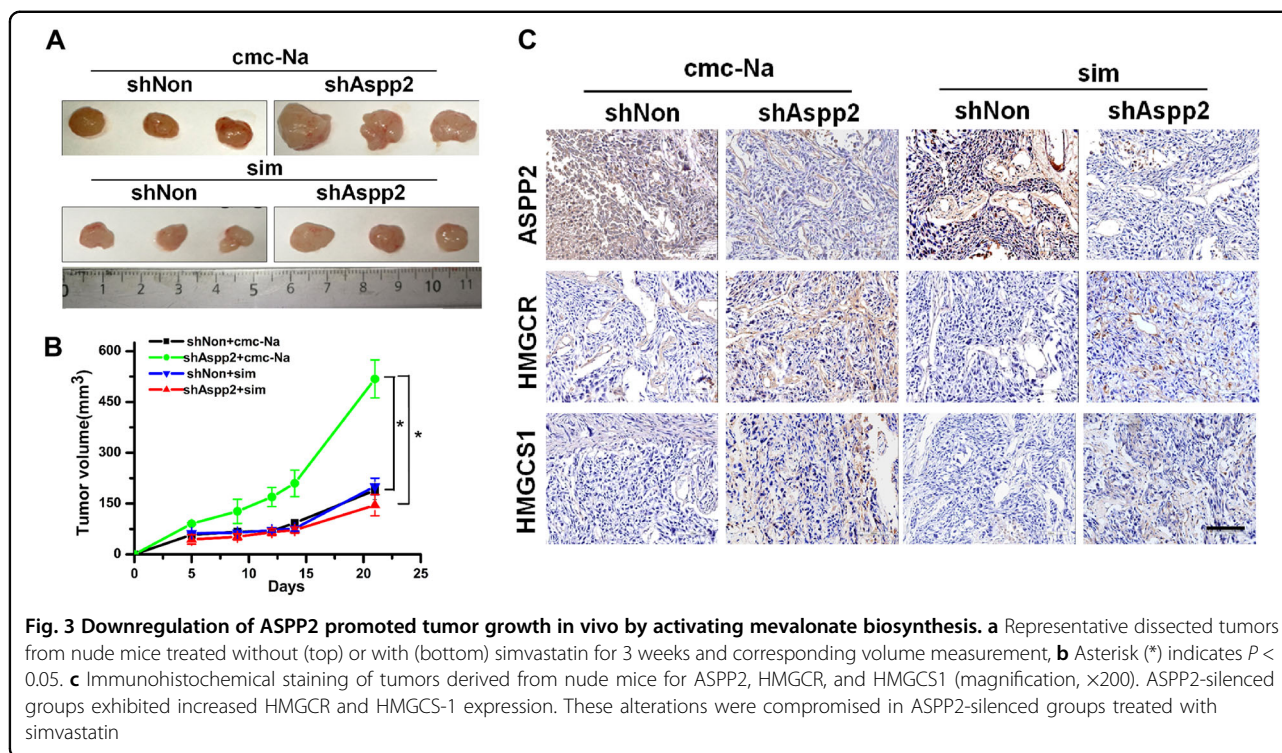 A
cmc-Na
shNon shAspp2
sim
shNon shAspp2
0 1 2 3 4 5 6 7 8 9 10 11
B
Tumor volume(mm3)
600
450
300
150
0
shNon+cmc-Na
shAspp2+cmc-Na
shNon+sim
shAspp2+sim
*
*
0 5 10 15 20 25
Days
C
cmc-Na sim
shNon shAspp2 shNon shAspp2
ASPP2
HMGCR
HMGCS1
Fig. 3 Downregulation of ASPP2 promoted tumor growth in vivo by activating mevalonate biosynthesis. a Representative dissected tumors
from nude mice treated without (top) or with (bottom) simvastatin for 3 weeks and corresponding volume measurement, b Asterisk (*) indicates P <
0.05. c Immunohistochemical staining of tumors derived from nude mice for ASPP2, HMGCR, and HMGCS1 (magnification, ×200). ASPP2-silenced
groups exhibited increased HMGCR and HMGCS-1 expression. These alterations were compromised in ASPP2-silenced groups treated with
simvastatin